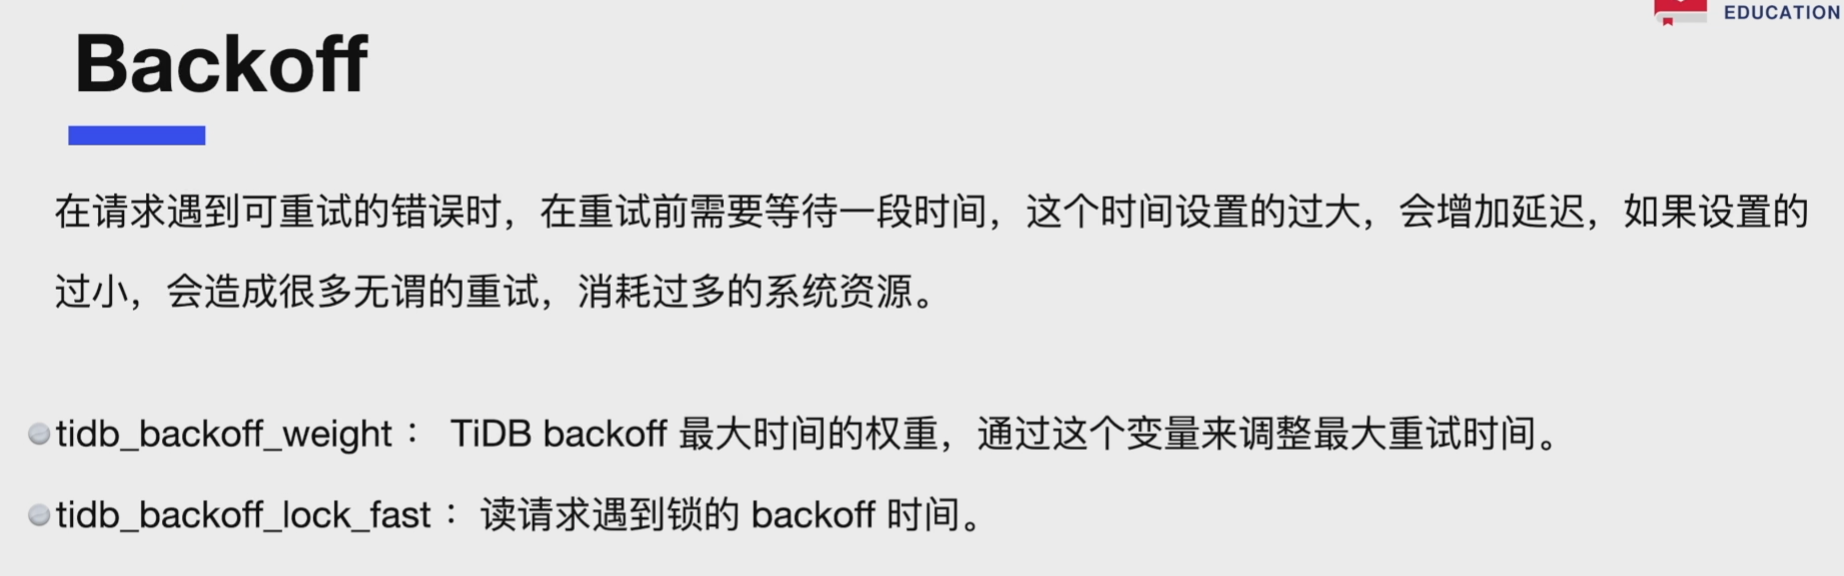 EDUCATION
Backoff
在请求遇到可重试的错误时，在重试前需要等待一段时间，这个时间设置的过大，会增加延迟，如果设置的
过小，会造成很多无谓的重试，消耗过多的系统资源。
tidb_backoff_weight： TiDB backoff 最大时间的权重，通过这个变量来调整最大重试时间。
tidb_backoff_lock_fast：读请求遇到锁的 backoff 时间。